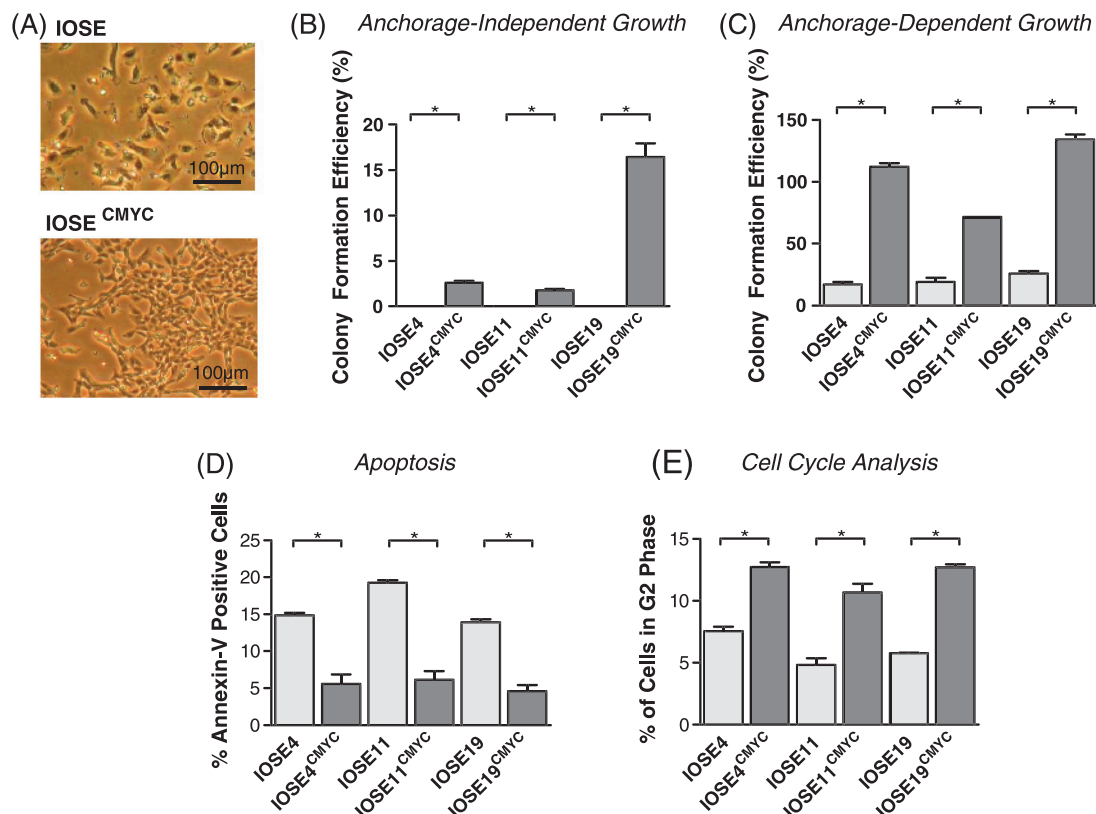 (A) IOSE
100µm
IOSE CMYC
100µm
(B) Anchorage-Independent Growth
Colony Formation Efficiency (%)
* * *
20
15
10
5
0
IOSE4
IOSE4CMYC
IOSE11
IOSE11CMYC
IOSE19
IOSE19CMYC
(C) Anchorage-Dependent Growth
Colony Formation Efficiency (%)
* * *
150
100
50
0
IOSE4
IOSE4CMYC
IOSE11
IOSE11CMYC
IOSE19
IOSE19CMYC
(D) Apoptosis
% Annexin-V Positive Cells
* * *
25
20
15
10
5
0
IOSE4
IOSE4CMYC
IOSE11
IOSE11CMYC
IOSE19
IOSE19CMYC
(E) Cell Cycle Analysis
% of Cells in G2 Phase
* * *
15
10
5
0
IOSE4
IOSE4CMYC
IOSE11
IOSE11CMYC
IOSE19
IOSE19CMYC